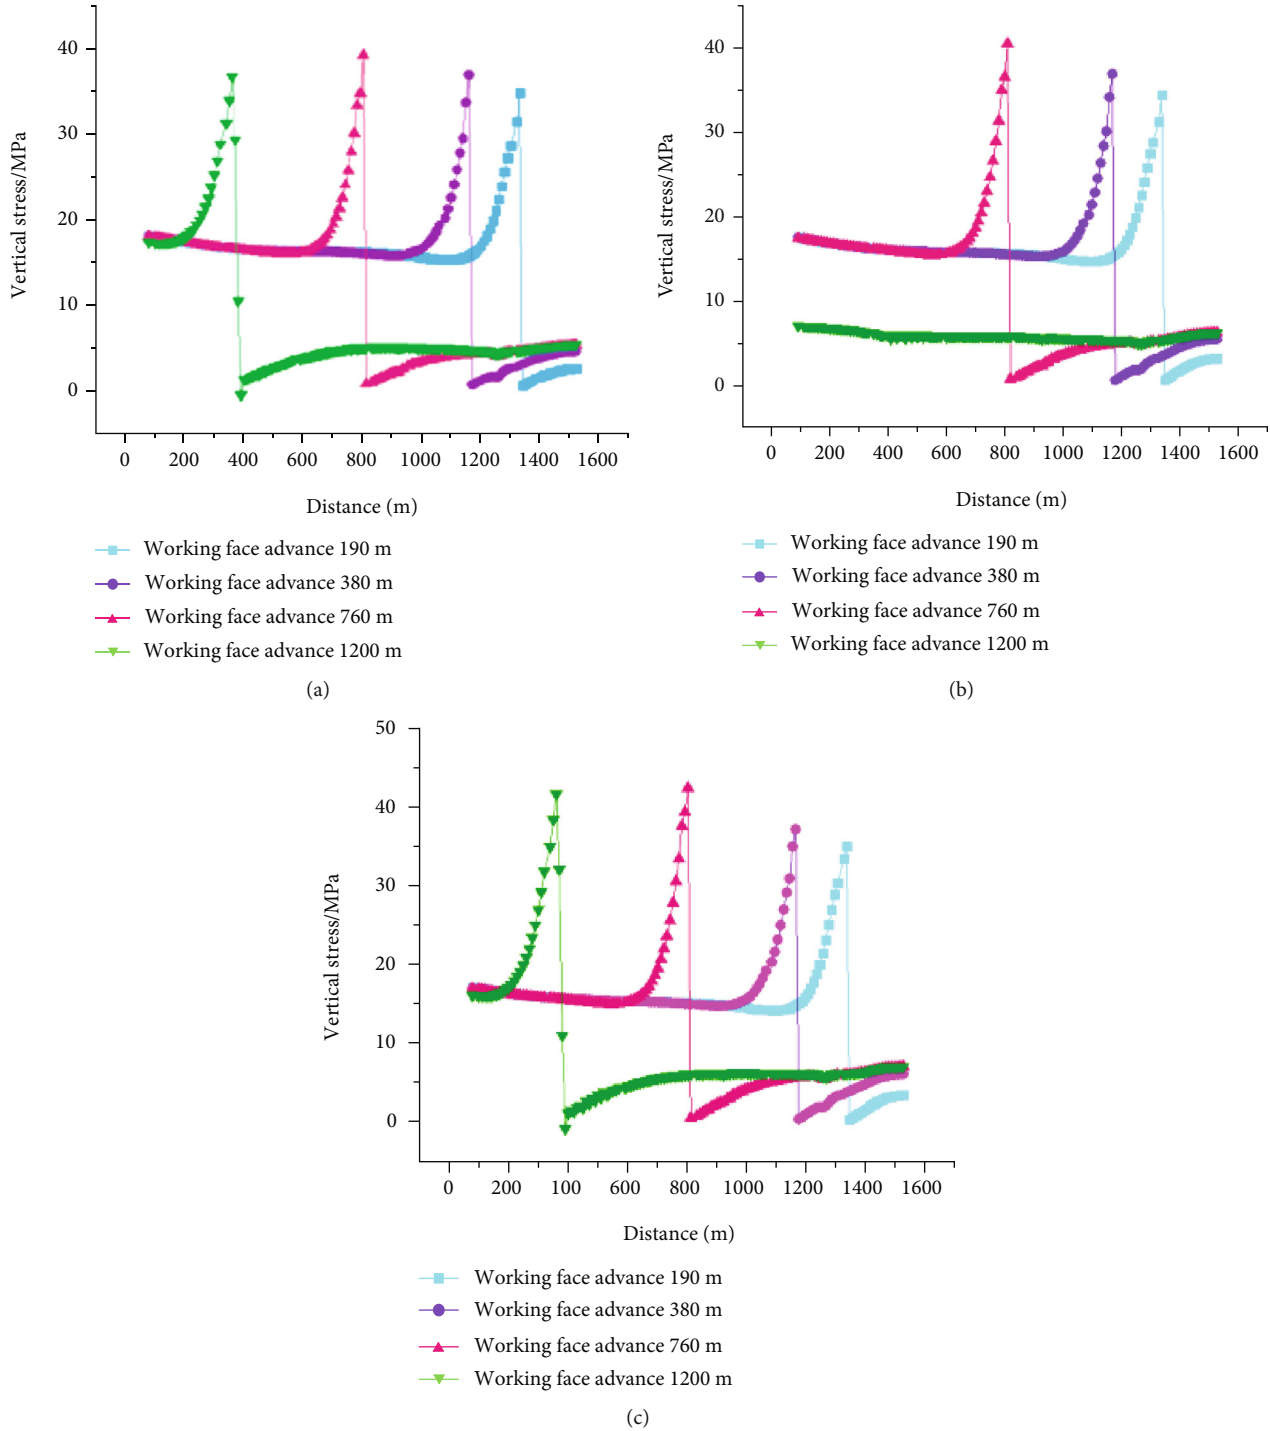 40
30
20
10
0
Vertical stress/MPa
0 200 400 600 800 1000 1200 1400 1600
Distance (m)
Working face advance 190 m
Working face advance 380 m
Working face advance 760 m
Working face advance 1200 m
(a)
40
30
20
10
0
Vertical stress/MPa
0 200 400 600 800 1000 1200 1400 1600
Distance (m)
Working face advance 190 m
Working face advance 380 m
Working face advance 760 m
Working face advance 1200 m
(b)
50
40
30
20
10
0
Vertical stress/MPa
0 200 100 600 800 1000 1200 1400 1600
Distance (m)
Working face advance 190 m
Working face advance 380 m
Working face advance 760 m
Working face advance 1200 m
(c)